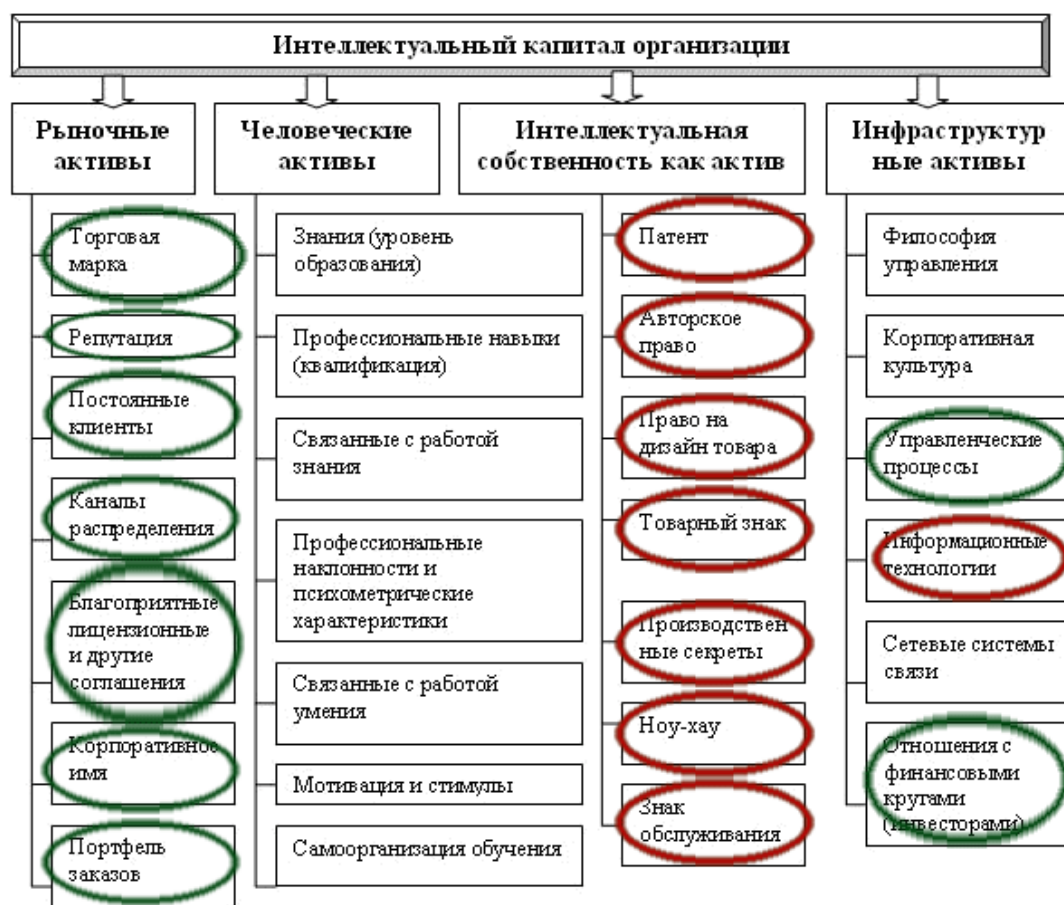 Интеллектуальный капитал организации
Рыночные
активы
Торговая
марка
Репутация
Постоянные
клиенты
Каналы
распределения
Благоприятные
лицензионные
и другие
соглашения
Корпоративное
имя
Портфель
заказов
Человеческие
активы
Знания (уровень
образования)
Профессиональные навыки
(квалификация)
Связанные с работой
знания
Профессиональные
наклонности и
психометрические
характеристики
Связанные с работой
умения
Мотивация и стимулы
Самоорганизация обучения
Интеллектуальная
собственность как актив
Патент
Авторское
право
Право на
дизайн товара
Товарный знак
Производствен
ные секреты
Ноу-хау
Знак
обслуживания
Инфраструктур
ные активы
Философия
управления
Корпоративная
культура
Управленческие
процессы
Информационные
технологии
Сетевые системы
связи
Отношения с
финансовыми
кругами
(инвесторами)